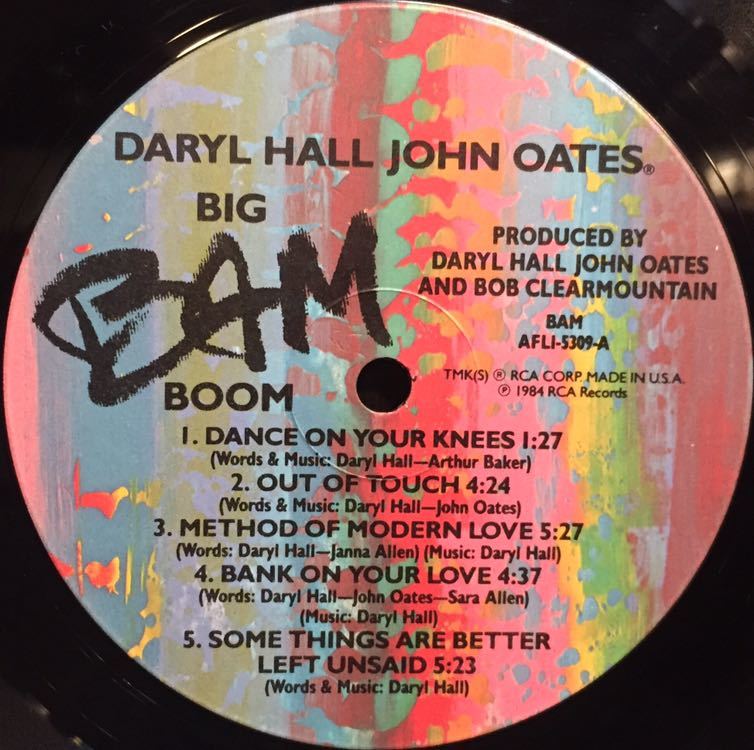 DARYL HALL JOHN OATES®
BIG
BAM
BOOM
PRODUCED BY
DARYL HALL JOHN OATES
AND BOB CLEARMOUNTAIN
BAM
AFLI-5309-A
TMK(S) ® RCA CORP. MADE IN U.S.A.
℗ 1984 RCA Records
1. DANCE ON YOUR KNEES 1:27
(Words & Music: Daryl Hall—Arthur Baker)
2. OUT OF TOUCH 4:24
(Words & Music: Daryl Hall—John Oates)
3. METHOD OF MODERN LOVE 5:27
(Words: Daryl Hall—Janna Allen) (Music: Daryl Hall)
4. BANK ON YOUR LOVE 4:37
(Words: Daryl Hall—John Oates—Sara Allen)
(Music: Daryl Hall)
5. SOME THINGS ARE BETTER
LEFT UNSAID 5:23
(Words & Music: Daryl Hall)